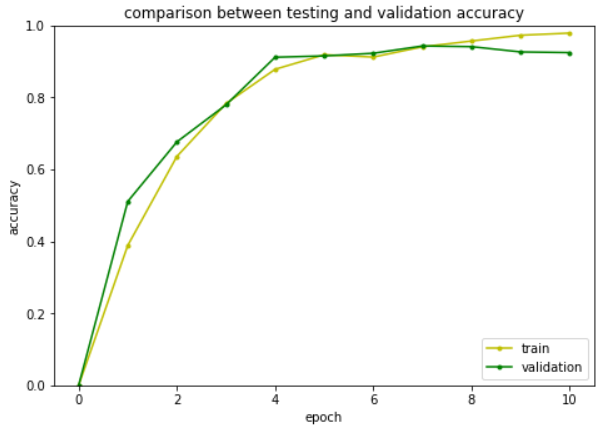 comparison between testing and validation accuracy
1.0
0.8
0.6
0.4
0.2
0.0
accuracy
train
validation
0 2 4 6 8 10
epoch